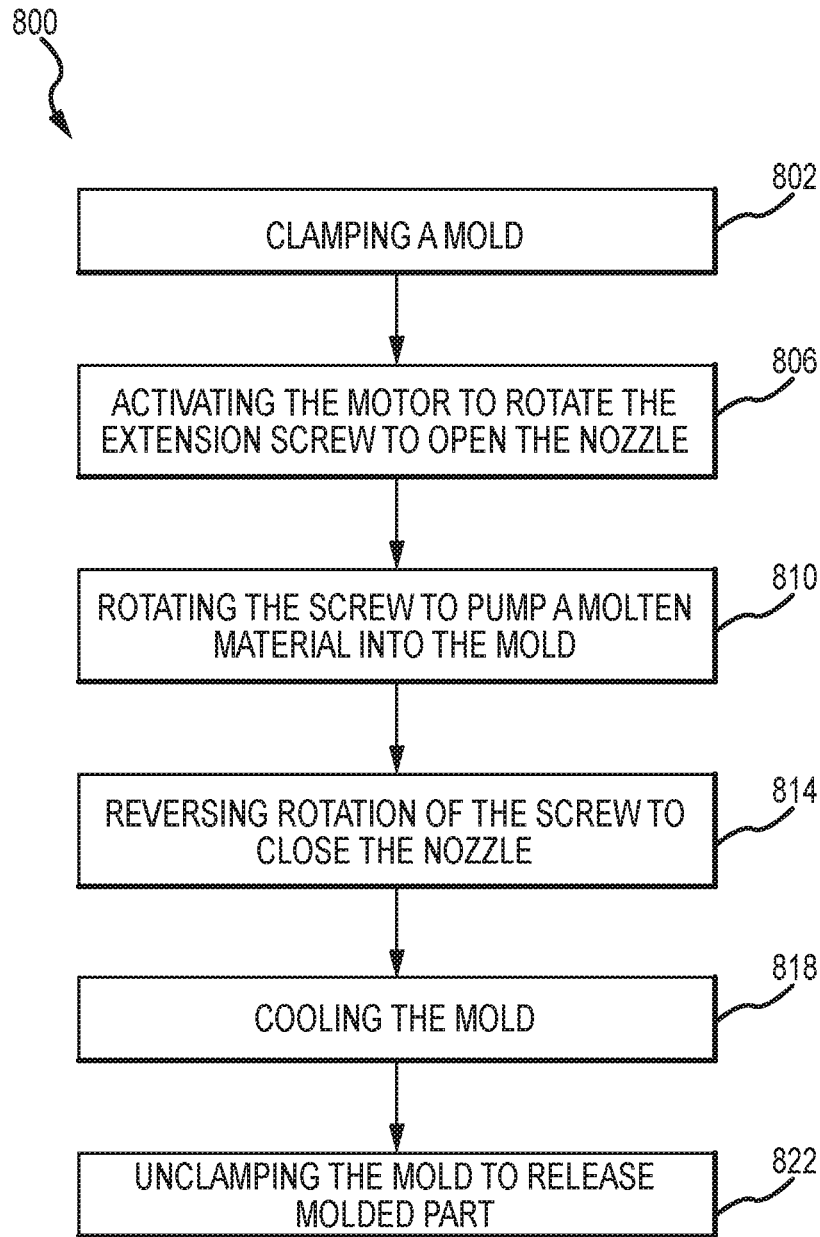 800
802
CLAMPING A MOLD
806
ACTIVATING THE MOTOR TO ROTATE THE
EXTENSION SCREW TO OPEN THE NOZZLE
810
ROTATING THE SCREW TO PUMP A MOLTEN
MATERIAL INTO THE MOLD
814
REVERSING ROTATION OF THE SCREW TO
CLOSE THE NOZZLE
818
COOLING THE MOLD
822
UNCLAMPING THE MOLD TO RELEASE
MOLDED PART